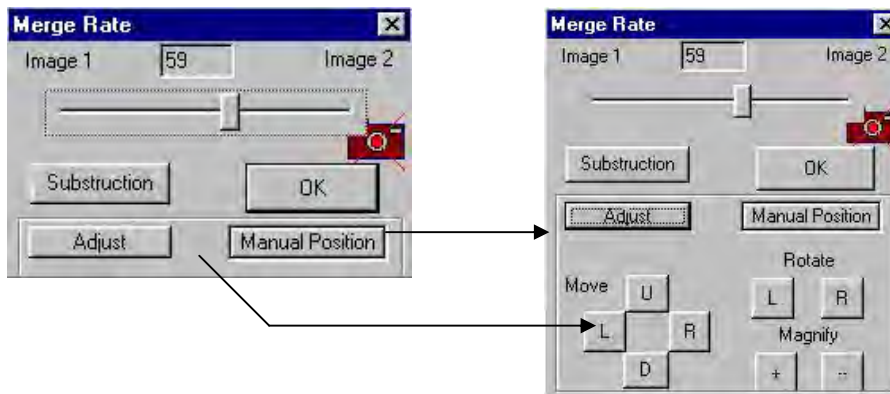 Merge Rate
Image 1 59 Image 2
Substruction OK
Adjust Manual Position
Merge Rate
Image 1 59 Image 2
Substruction OK
Adjust Manual Position
Rotate
Move U L R
L R Magnify
D + --